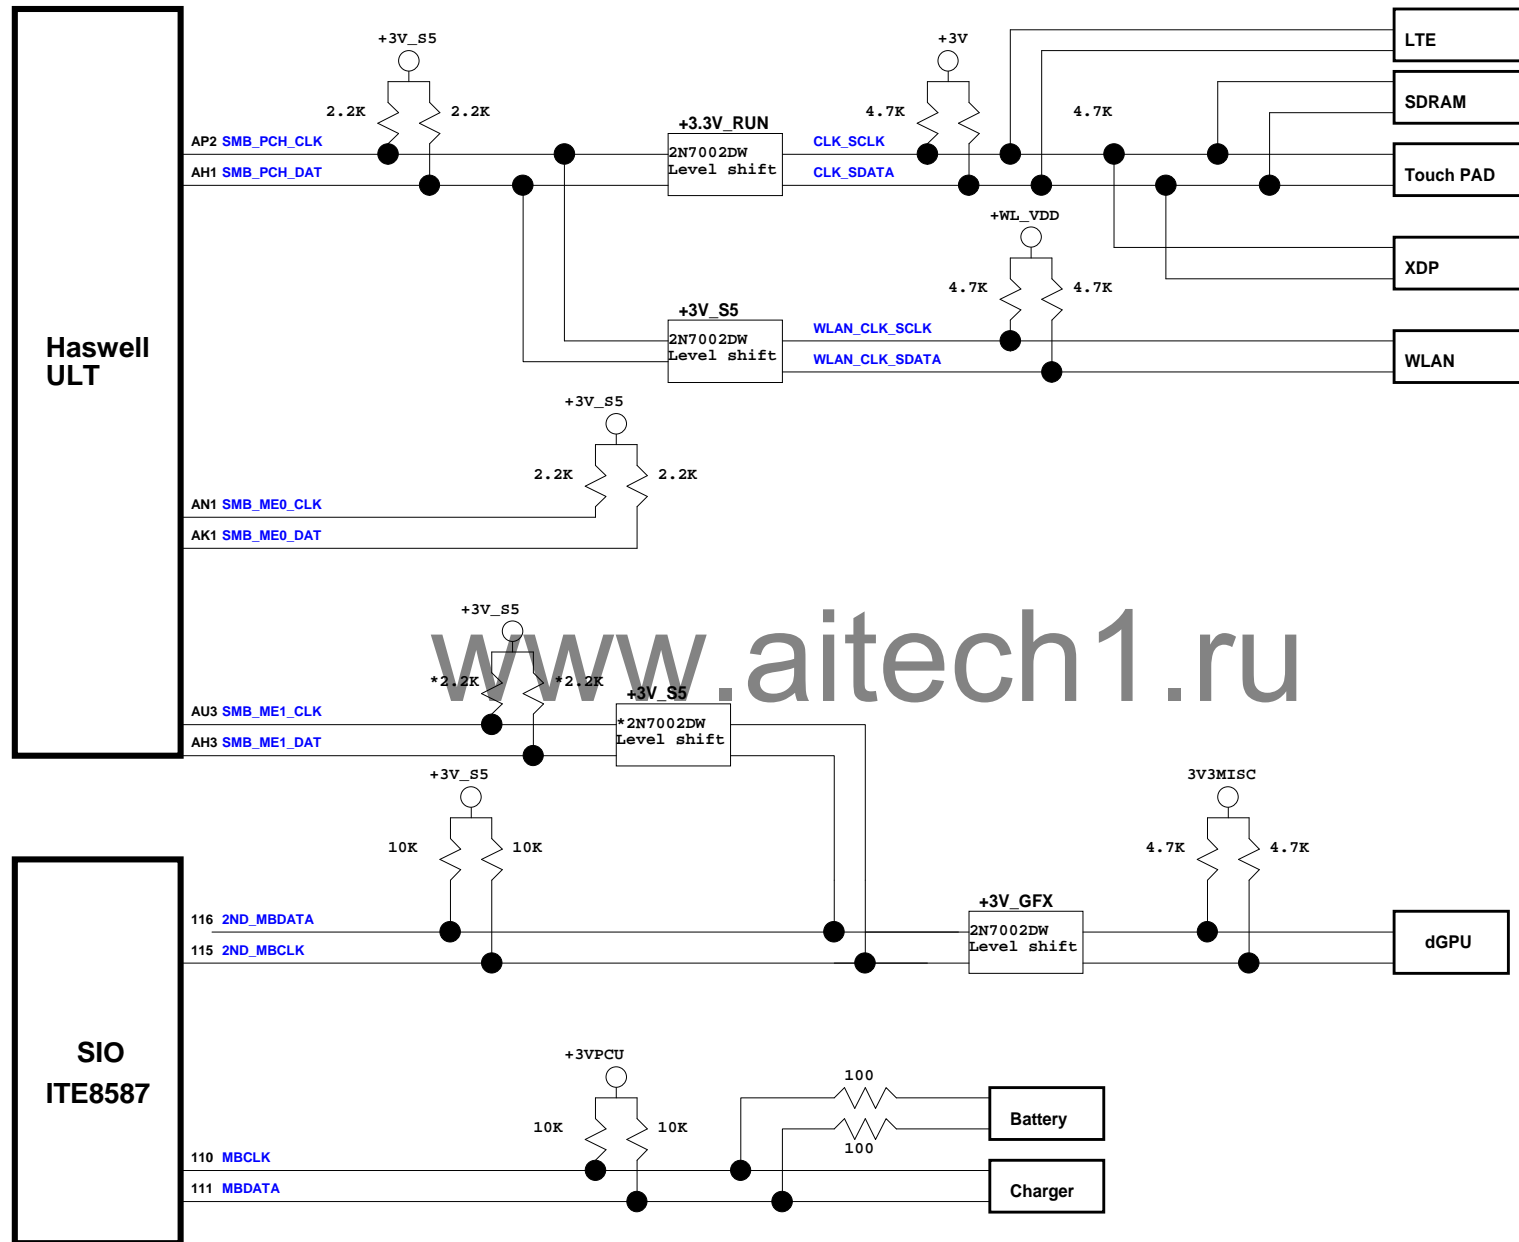 +3V_S5
2.2K
2.2K
+3V
4.7K
4.7K
LTE
SDRAM
AP2 SMB_PCH_CLK
AH1 SMB_PCH_DAT
+3.3V_RUN
2N7002DW
Level shift
CLK_SCLK
CLK_SDATA
Touch PAD
+WL_VDD
4.7K
4.7K
XDP
+3V_S5
2N7002DW
Level shift
WLAN_CLK_SCLK
WLAN_CLK_SDATA
WLAN
Haswell
ULT
+3V_S5
2.2K
2.2K
AN1 SMB_ME0_CLK
AK1 SMB_ME0_DAT
www.aitech1.ru
+3V_S5
*2.2K
*2.2K
+3V_S5
AU3 SMB_ME1_CLK
AH3 SMB_ME1_DAT
*2N7002DW
Level shift
+3V_S5
10K
10K
3V3MISC
4.7K
4.7K
116 2ND_MBDATA
115 2ND_MBCLK
+3V_GFX
2N7002DW
Level shift
dGPU
SIO
ITE8587
+3VPCU
10K
10K
100
100
Battery
110 MBCLK
111 MBDATA
Charger